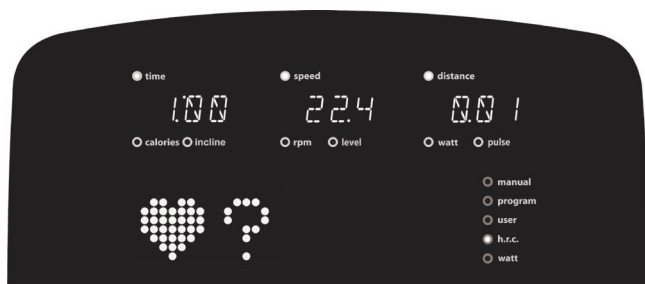 time speed distance
1:00 22.4 0.01
calories incline rpm level watt pulse
manual
program
user
h.r.c.
watt
?